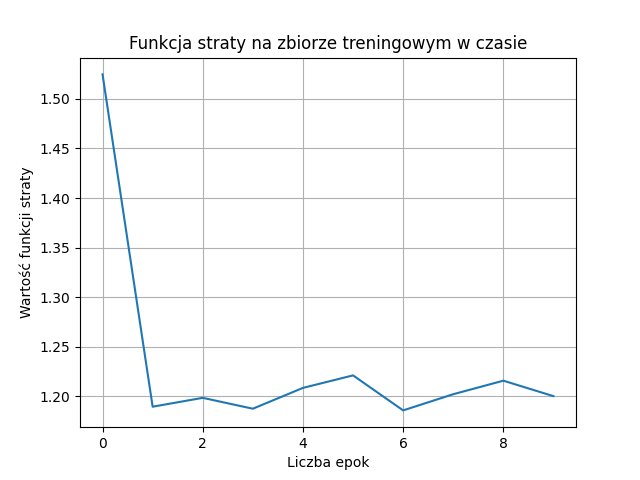 Funkcja straty na zbiorze treningowym w czasie
1.50
1.45
1.40
1.35
1.30
1.25
1.20
Wartość funkcji straty
0 2 4 6 8
Liczba epok